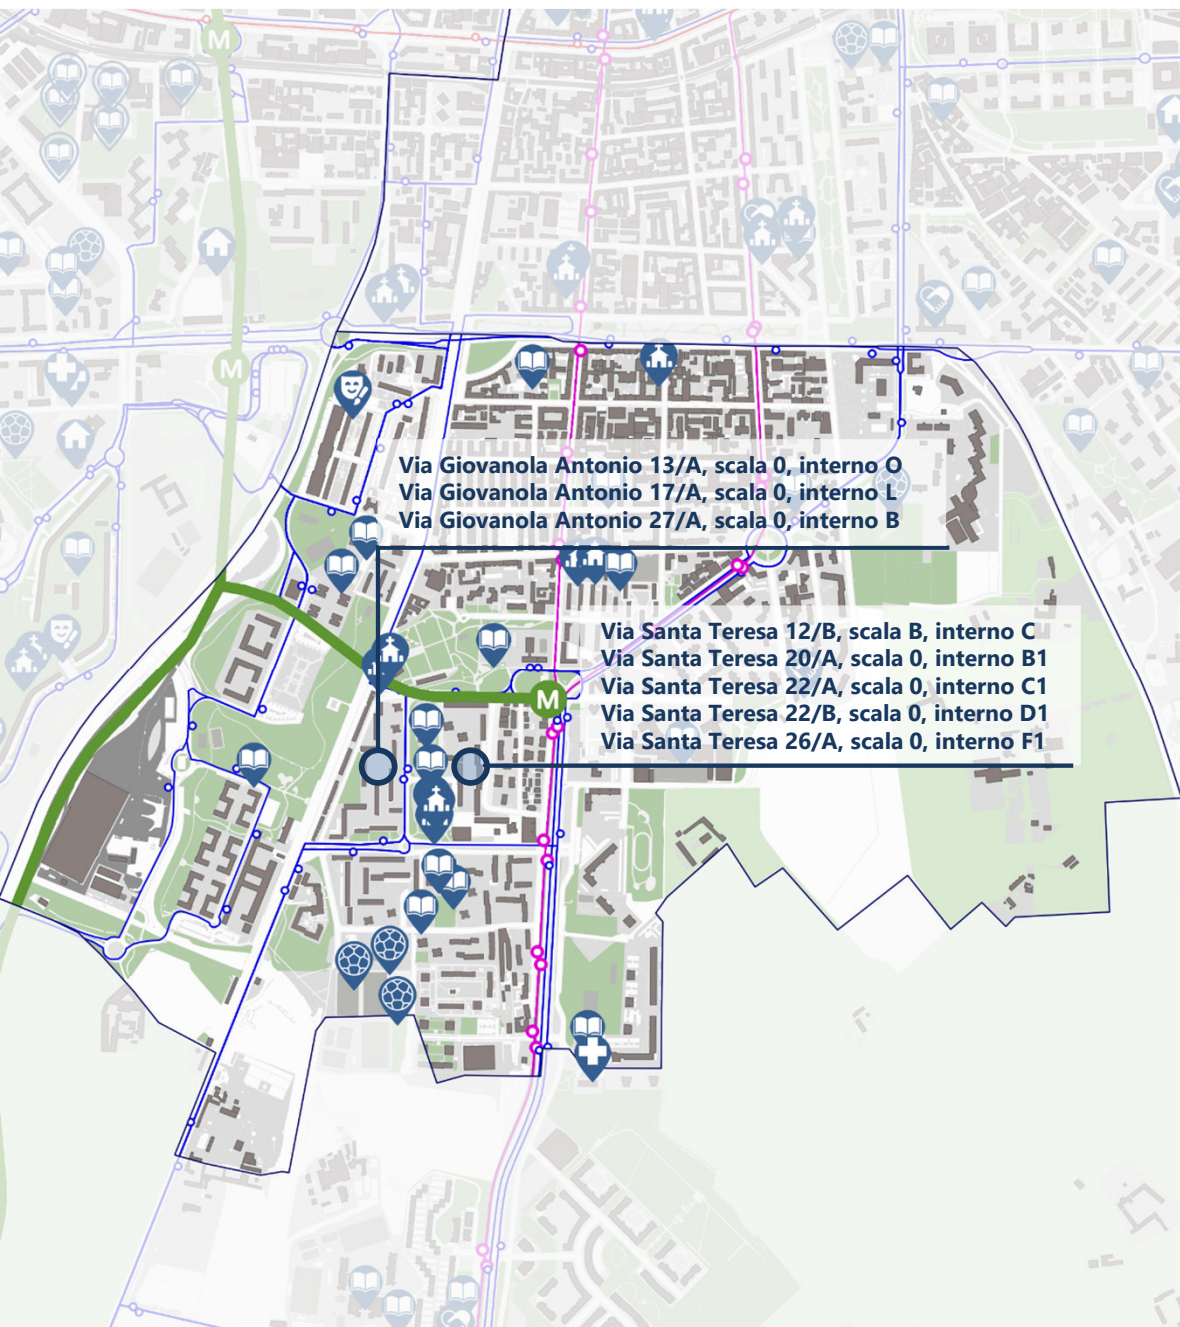 M
M
Via Giovanola Antonio 13/A, scala 0, interno O
Via Giovanola Antonio 17/A, scala 0, interno L
Via Giovanola Antonio 27/A, scala 0, interno B
Via Santa Teresa 12/B, scala B, interno C
Via Santa Teresa 20/A, scala 0, interno B1
Via Santa Teresa 22/A, scala 0, interno C1
Via Santa Teresa 22/B, scala 0, interno D1
Via Santa Teresa 26/A, scala 0, interno F1
M